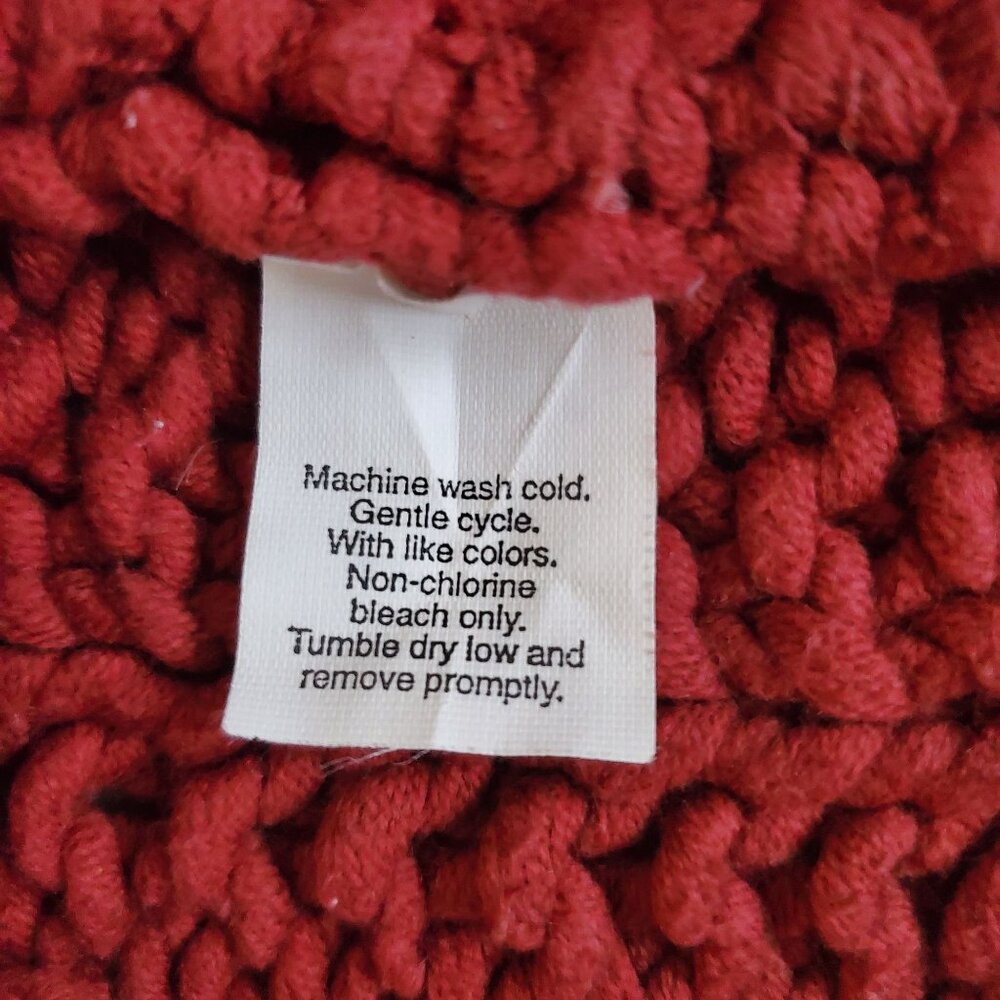 Machine wash cold.
Gentle cycle.
With like colors.
Non-chlorine
bleach only.
Tumble dry low and
remove promptly.